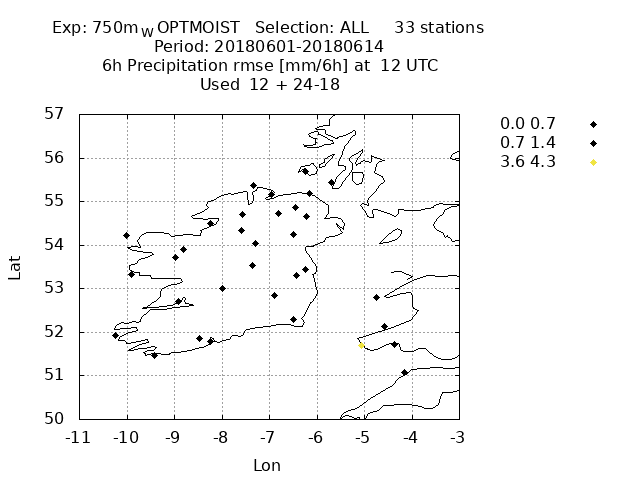 Exp: 750m_W OPTMOIST   Selection: ALL     33 stations
Period: 20180601-20180614
6h Precipitation rmse [mm/6h] at  12 UTC
Used  12 + 24-18
0.0 0.7
0.7 1.4
3.6 4.3
57
56
55
54
53
52
51
50
Lat
-11 -10 -9 -8 -7 -6 -5 -4 -3
Lon